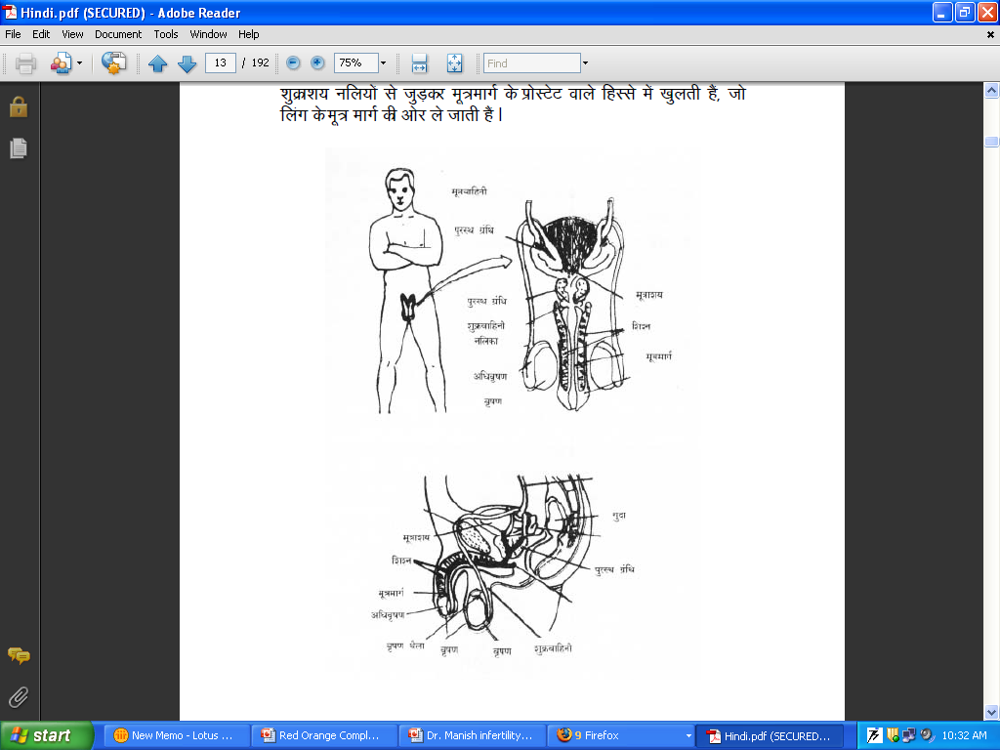 Hindi.pdf (SECURED) - Adobe Reader
File Edit View Document Tools Window Help
13 / 192 75% Find
शुक्राशय नलियों से जुड़कर मूत्रमार्ग के प्रोस्टेट वाले हिस्से में खुलती हैं, जो
लिंग के मूत्र मार्ग की ओर ले जाती हैं।
मूत्रवाहिनी
पुरस्थ ग्रंथि
मूत्राशय
पुरस्थ ग्रंथि
शुक्रवाहिनी
नलिका
शिश्न
मूत्रमार्ग
अधिवृषण
वृषण
गुदा
मूत्राशय
शिश्न
पुरस्थ ग्रंथि
मूत्रमार्ग
अधिवृषण
वृषण थैला वृषण वृषण शुक्रवाहिनी
start New Memo - Lotus ... Red Orange Compl... Dr. Manish infertility... 9 Firefox Hindi.pdf (SECURED... 10:32 AM